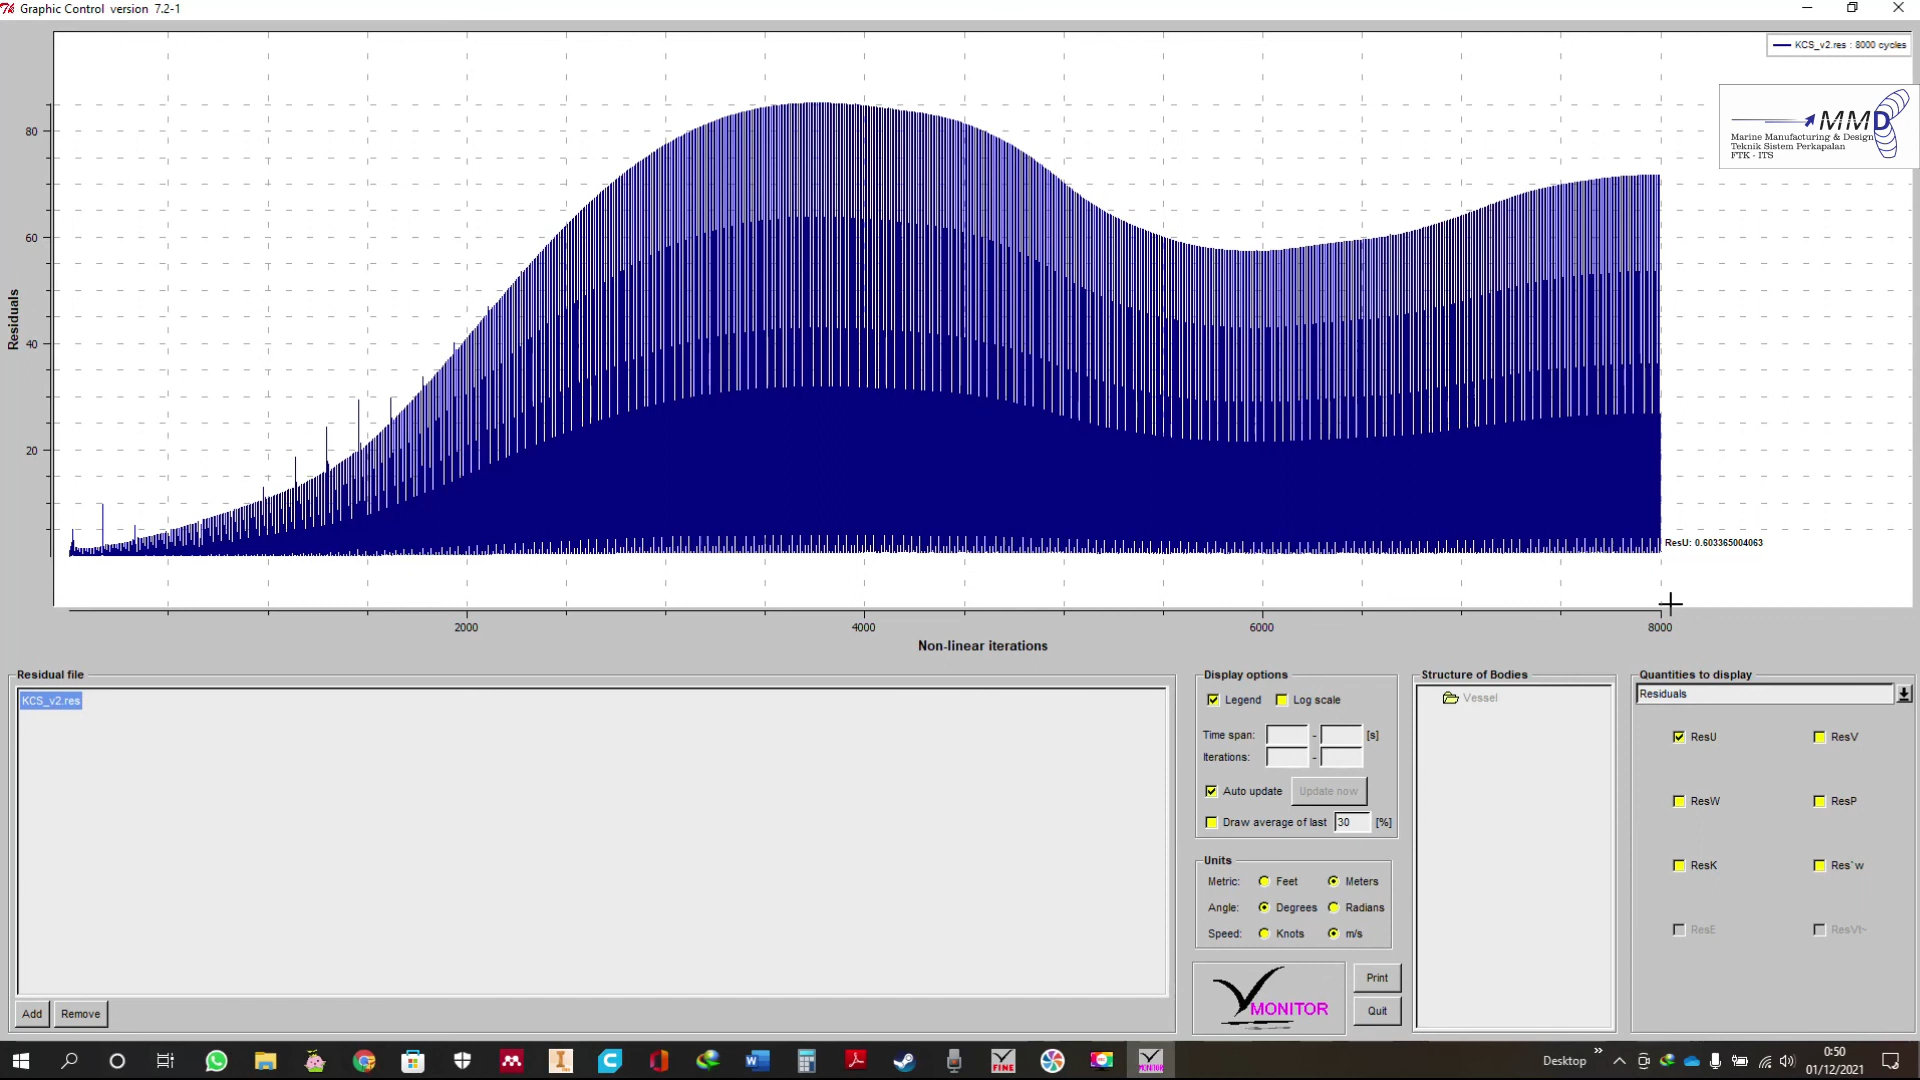 Graphic Control version 7.2-1
KCS_v2.res : 8000 cycles
MMD
Marine Manufacturing & Design
Teknik Sistem Perkapalan
FTK - ITS
80
60
40
20
Residuals
ResU: 0.603365004063
2000 4000 6000 8000
Non-linear iterations
Residual file
KCS_v2.res
Add Remove
Display options
Legend Log scale
Time span: - [s]
Iterations: -
Auto update Update now
Draw average of last 30 [%]
Units
Metric: Feet Meters
Angle: Degrees Radians
Speed: Knots m/s
MONITOR
Print
Quit
Structure of Bodies
Vessel
Quantities to display
Residuals
ResU ResV
ResW ResP
ResK Res`w
ResE ResVt~
FINE
MONITOR
Desktop
0:50
01/12/2021